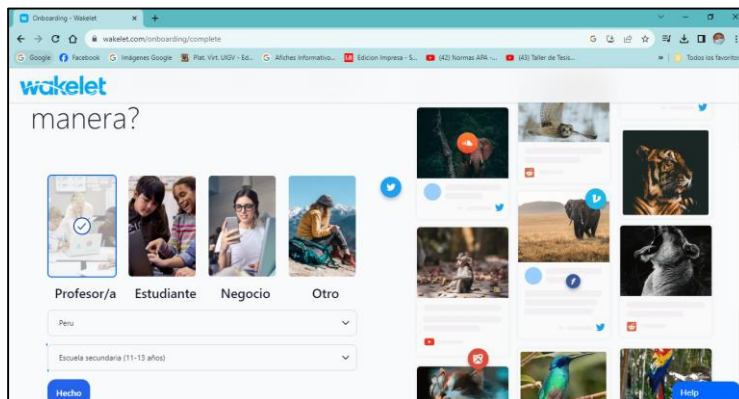 Onboarding - Wakelet
wakelet.com/onboarding/complete
Google Facebook Imágenes Google Plat. Virt. UIGV - Ed... Afiches Informativo... Edicion Impresa - S... (42) Normas APA -... (43) Taller de Tesis... Todos los favoritos
wakelet
manera?
Profesor/a Estudiante Negocio Otro
Peru
Escuela secundaria (11-13 años)
Hecho
Help